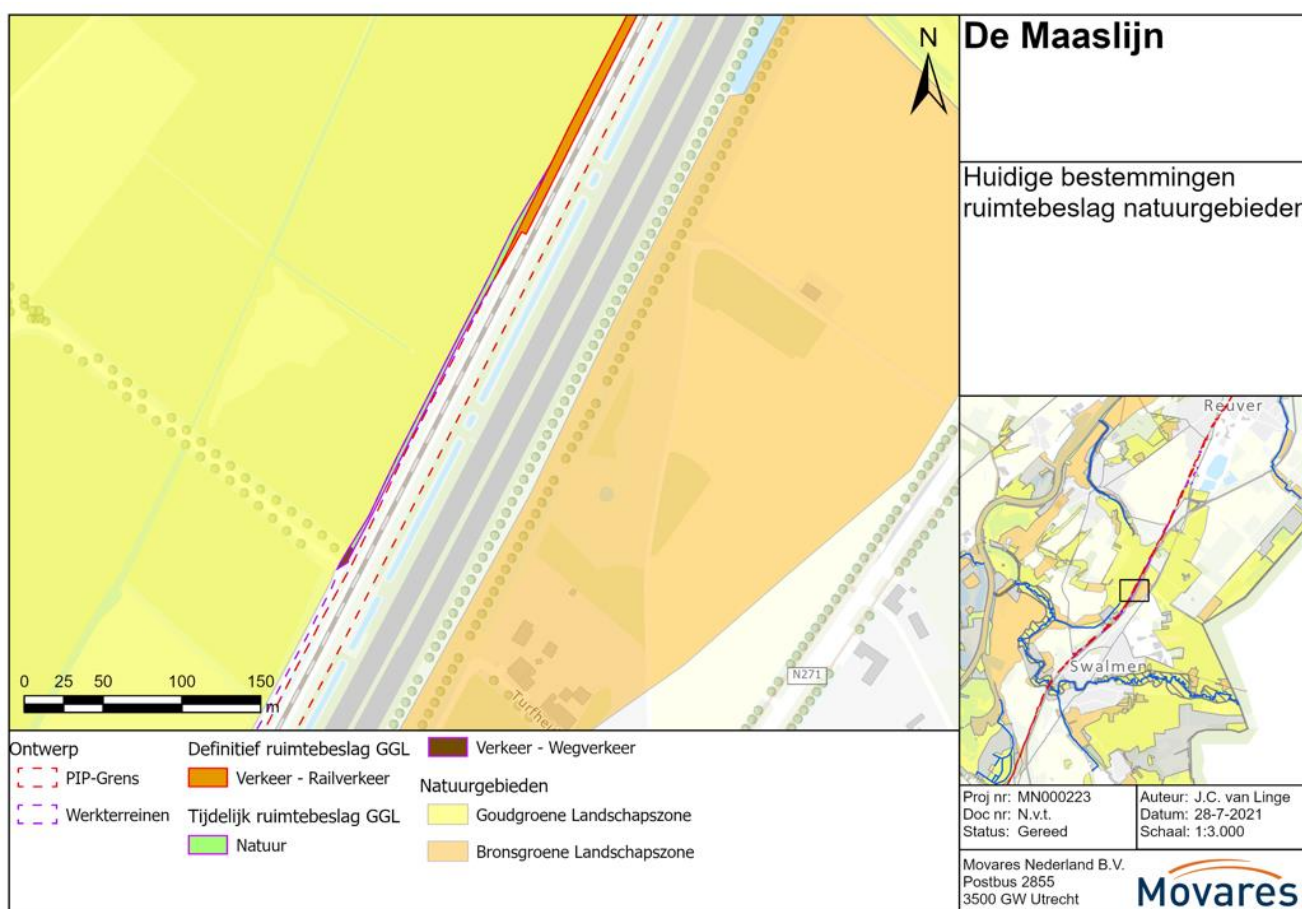 De Maaslijn
N
Huidige bestemmingen
ruimtebeslag natuurgebieden
Reuver
Swalmen
N271
0 25 50 100 150
m
Ontwerp
PIP-Grens
Werkterreinen
Definitief ruimtebeslag GGL
Verkeer - Railverkeer
Tijdelijk ruimtebeslag GGL
Natuur
Verkeer - Wegverkeer
Natuurgebieden
Goudgroene Landschapszone
Bronsgroene Landschapszone
Proj nr: MN000223
Doc nr: N.v.t.
Status: Gereed
Auteur: J.C. van Linge
Datum: 28-7-2021
Schaal: 1:3.000
Movares Nederland B.V.
Postbus 2855
3500 GW Utrecht
Movares